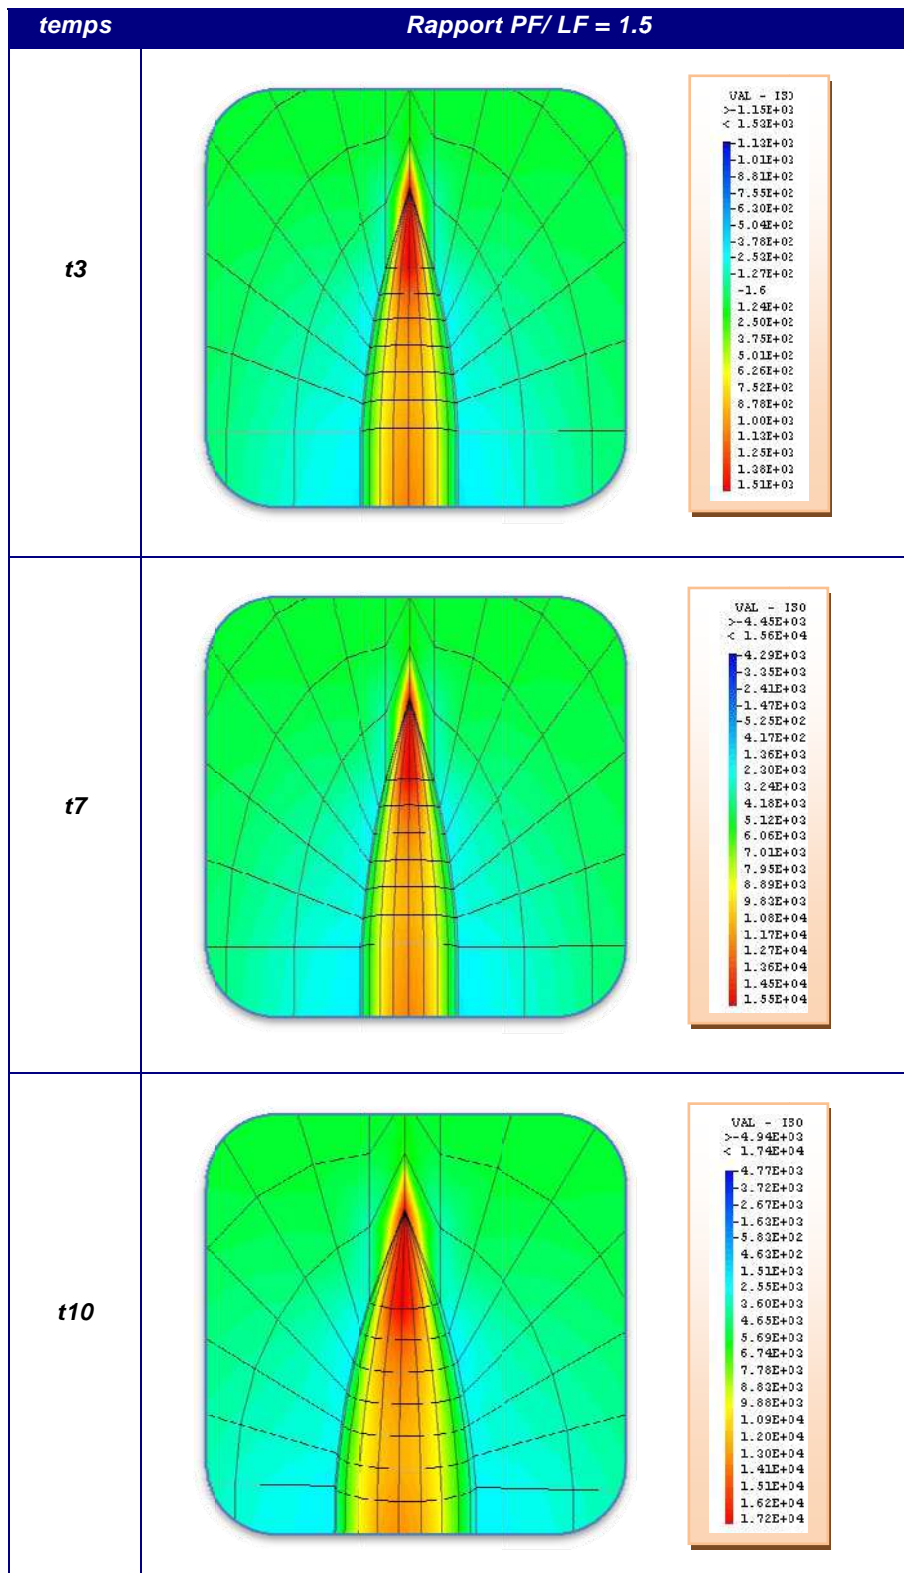 temps
Rapport PF/ LF = 1.5
t3
VAL - ISO
>-1.15E+03
< 1.53E+03
-1.13E+03
-1.01E+03
-8.81E+02
-7.55E+02
-6.30E+02
-5.04E+02
-3.78E+02
-2.53E+02
-1.27E+02
-1.6
1.24E+02
2.50E+02
3.75E+02
5.01E+02
6.26E+02
7.52E+02
8.78E+02
1.00E+03
1.13E+03
1.25E+03
1.38E+03
1.51E+03
t7
VAL - ISO
>-4.45E+03
< 1.56E+04
-4.29E+03
-3.35E+03
-2.41E+03
-1.47E+03
-5.25E+02
4.17E+02
1.36E+03
2.30E+03
3.24E+03
4.18E+03
5.12E+03
6.06E+03
7.01E+03
7.95E+03
8.89E+03
9.83E+03
1.08E+04
1.17E+04
1.27E+04
1.36E+04
1.45E+04
1.55E+04
t10
VAL - ISO
>-4.94E+03
< 1.74E+04
-4.77E+03
-3.72E+03
-2.67E+03
-1.63E+03
-5.83E+02
4.63E+02
1.51E+03
2.55E+03
3.60E+03
4.65E+03
5.69E+03
6.74E+03
7.78E+03
8.83E+03
9.88E+03
1.09E+04
1.20E+04
1.30E+04
1.41E+04
1.51E+04
1.62E+04
1.72E+04